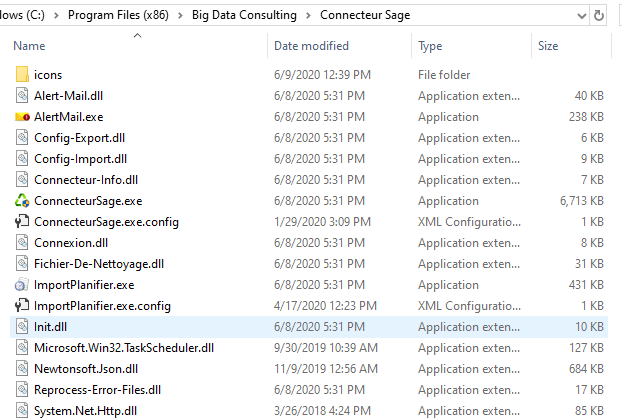 lows (C:) > Program Files (x86) > Big Data Consulting > Connecteur Sage
Name Date modified Type Size
icons 6/9/2020 12:39 PM File folder
Alert-Mail.dll 6/8/2020 5:31 PM Application exten... 40 KB
AlertMail.exe 6/8/2020 5:31 PM Application 238 KB
Config-Export.dll 6/8/2020 5:31 PM Application exten... 6 KB
Config-Import.dll 6/8/2020 5:31 PM Application exten... 9 KB
Connecteur-Info.dll 6/8/2020 5:31 PM Application exten... 7 KB
ConnecteurSage.exe 6/8/2020 5:31 PM Application 6,713 KB
ConnecteurSage.exe.config 1/29/2020 3:09 PM XML Configuratio... 1 KB
Connexion.dll 6/8/2020 5:31 PM Application exten... 8 KB
Fichier-De-Nettoyage.dll 6/8/2020 5:31 PM Application exten... 31 KB
ImportPlanifier.exe 6/8/2020 5:31 PM Application 431 KB
ImportPlanifier.exe.config 4/17/2020 12:23 PM XML Configuratio... 1 KB
Init.dll 6/8/2020 5:31 PM Application exten... 10 KB
Microsoft.Win32.TaskScheduler.dll 9/30/2019 10:39 AM Application exten... 127 KB
Newtonsoft.Json.dll 11/9/2019 12:56 AM Application exten... 684 KB
Reprocess-Error-Files.dll 6/8/2020 5:31 PM Application exten... 17 KB
System.Net.Http.dll 3/26/2018 4:24 PM Application exten... 85 KB